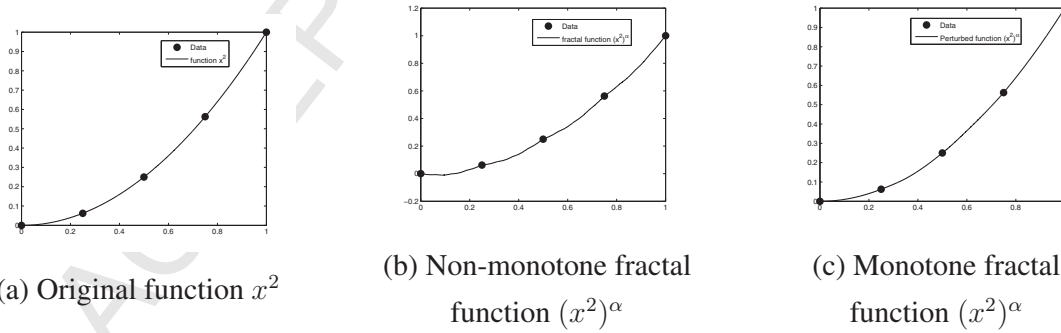 1
0.9
0.8
0.7
0.6
0.5
0.4
0.3
0.2
0.1
0
0 0.2 0.4 0.6 0.8 1
Data
function x²
(a) Original function x²
1.2
1
0.8
0.6
0.4
0.2
0
-0.2
0 0.2 0.4 0.6 0.8 1
Data
fractal function (x²)^α
(b) Non-monotone fractal
function (x²)^α
1
0.9
0.8
0.7
0.6
0.5
0.4
0.3
0.2
0.1
0
0 0.2 0.4 0.6 0.8
Data
Perturbed function (x²)^α
(c) Monotone fractal
function (x²)^α